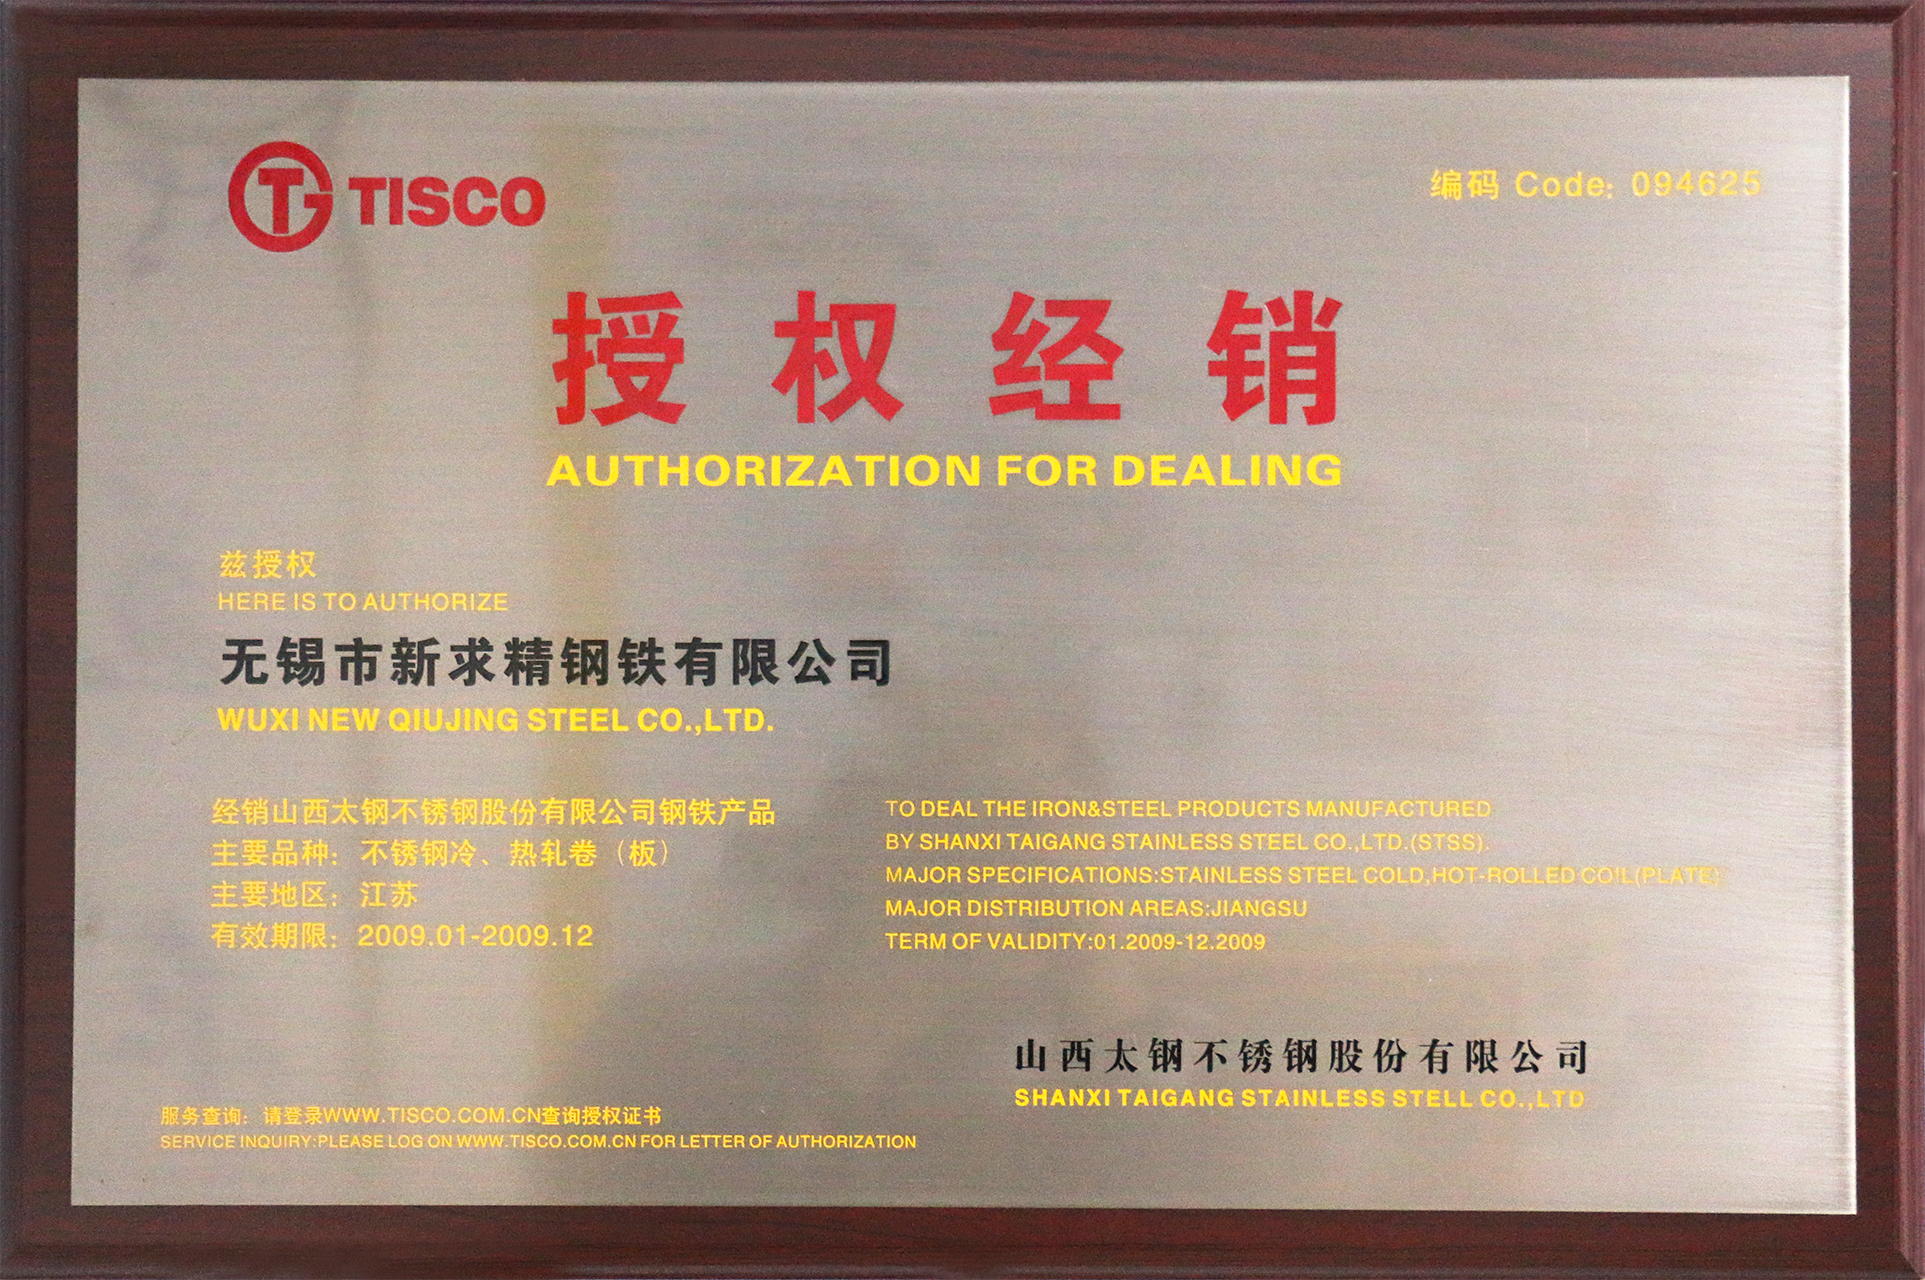 TISCO
编码 Code: 094625
授权经销
AUTHORIZATION FOR DEALING
兹授权
HERE IS TO AUTHORIZE
无锡市新求精钢铁有限公司
WUXI NEW QIUJING STEEL CO.,LTD.
经销山西太钢不锈钢股份有限公司钢铁产品
主要品种：不锈钢冷、热轧卷（板）
主要地区：江苏
有效期限：2009.01-2009.12
TO DEAL THE IRON&STEEL PRODUCTS MANUFACTURED
BY SHANXI TAIGANG STAINLESS STEEL CO.,LTD.(STSS).
MAJOR SPECIFICATIONS:STAINLESS STEEL COLD,HOT-ROLLED COIL(PLATE)
MAJOR DISTRIBUTION AREAS:JIANGSU
TERM OF VALIDITY:01.2009-12.2009
山西太钢不锈钢股份有限公司
SHANXI TAIGANG STAINLESS STELL CO.,LTD
服务查询：请登录WWW.TISCO.COM.CN查询授权证书
SERVICE INQUIRY:PLEASE LOG ON WWW.TISCO.COM.CN FOR LETTER OF AUTHORIZATION